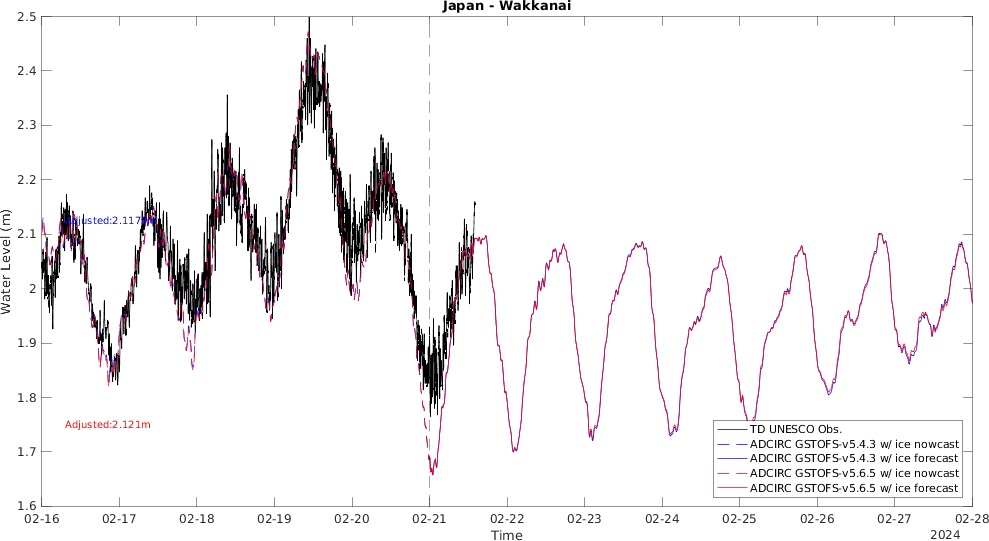 Japan - Wakkanai
Water Level (m)
2.5
2.4
2.3
2.2
2.1
2
1.9
1.8
1.7
1.6
Adjusted:2.117m
Adjusted:2.121m
TD UNESCO Obs.
ADCIRC GSTOFS-v5.4.3 w/ ice nowcast
ADCIRC GSTOFS-v5.4.3 w/ ice forecast
ADCIRC GSTOFS-v5.6.5 w/ ice nowcast
ADCIRC GSTOFS-v5.6.5 w/ ice forecast
02-16 02-17 02-18 02-19 02-20 02-21 02-22 02-23 02-24 02-25 02-26 02-27 02-28
Time
2024